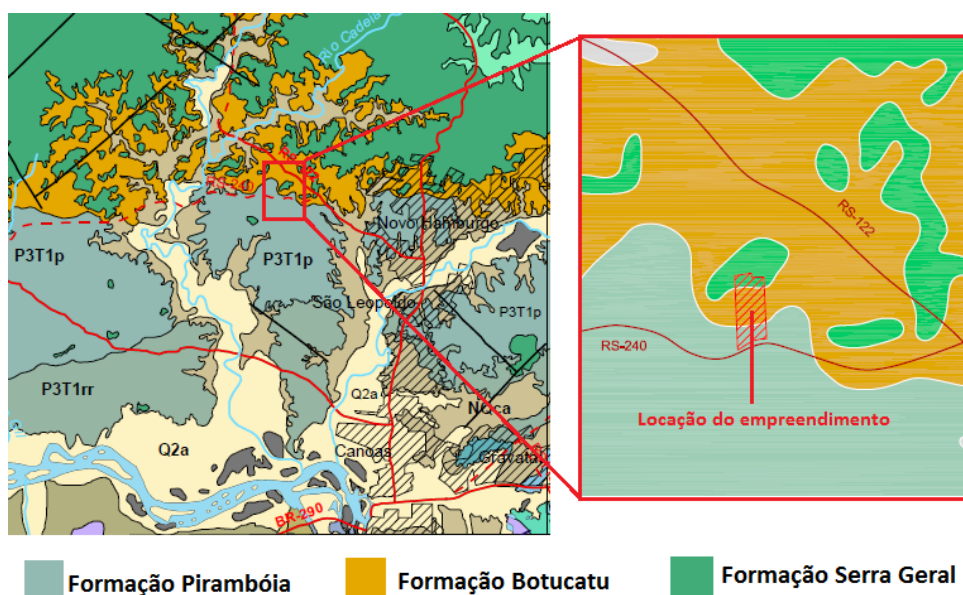 Rio Cadeia
RS-240
Novo Hamburgo
P3T1p
P3T1p
São Leopoldo
P3T1p
P3T1rr
Q2a
NQca
Q2a
Canoas
Gravataí
BR-290
RS-122
RS-240
Locação do empreendimento
Formação Pirambóia
Formação Botucatu
Formação Serra Geral